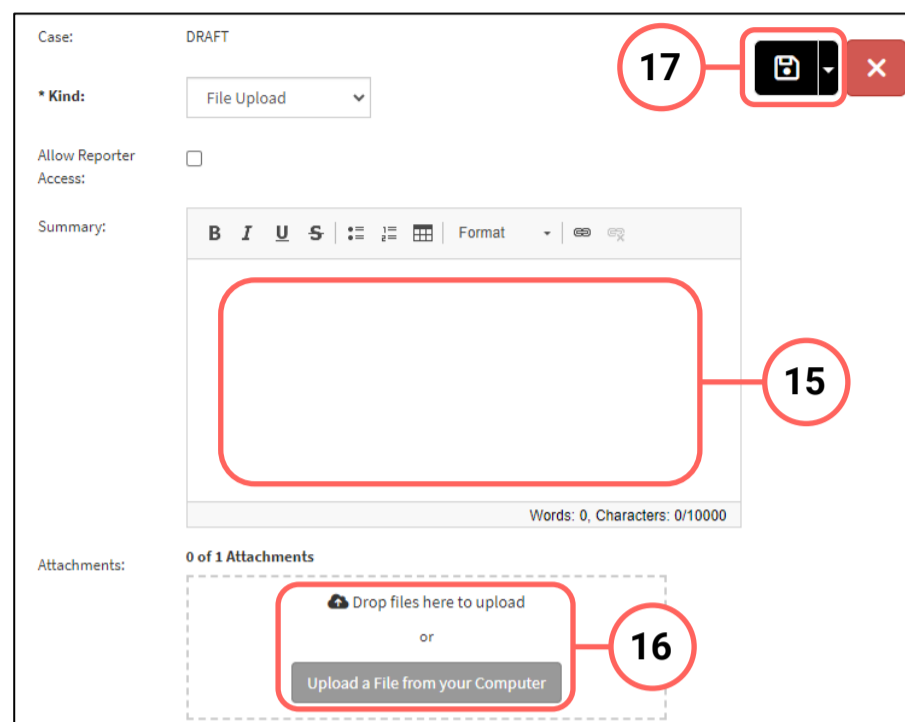 Case: DRAFT
17
* Kind: File Upload
Allow Reporter
Access:
Summary:
B I U S Format
15
Words: 0, Characters: 0/10000
Attachments: 0 of 1 Attachments
Drop files here to upload
or
16
Upload a File from your Computer